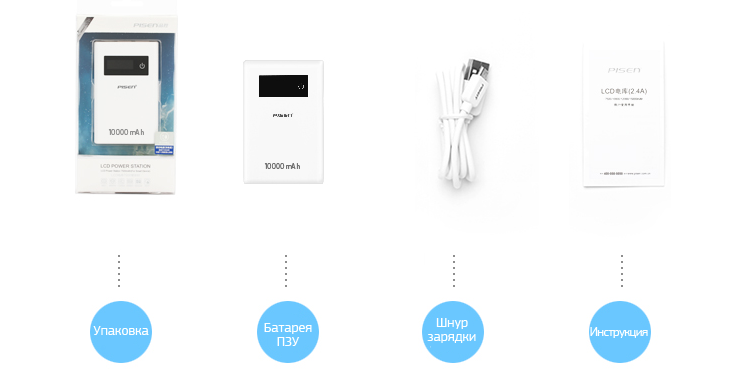 PISEN
PISEN
10000 mAh
LCD POWER STATION
PISEN
10000 mAh
PISEN
LCD电库(2.4A)
Упаковка
Батарея
ПЗУ
Шнур
зарядки
Инструкция